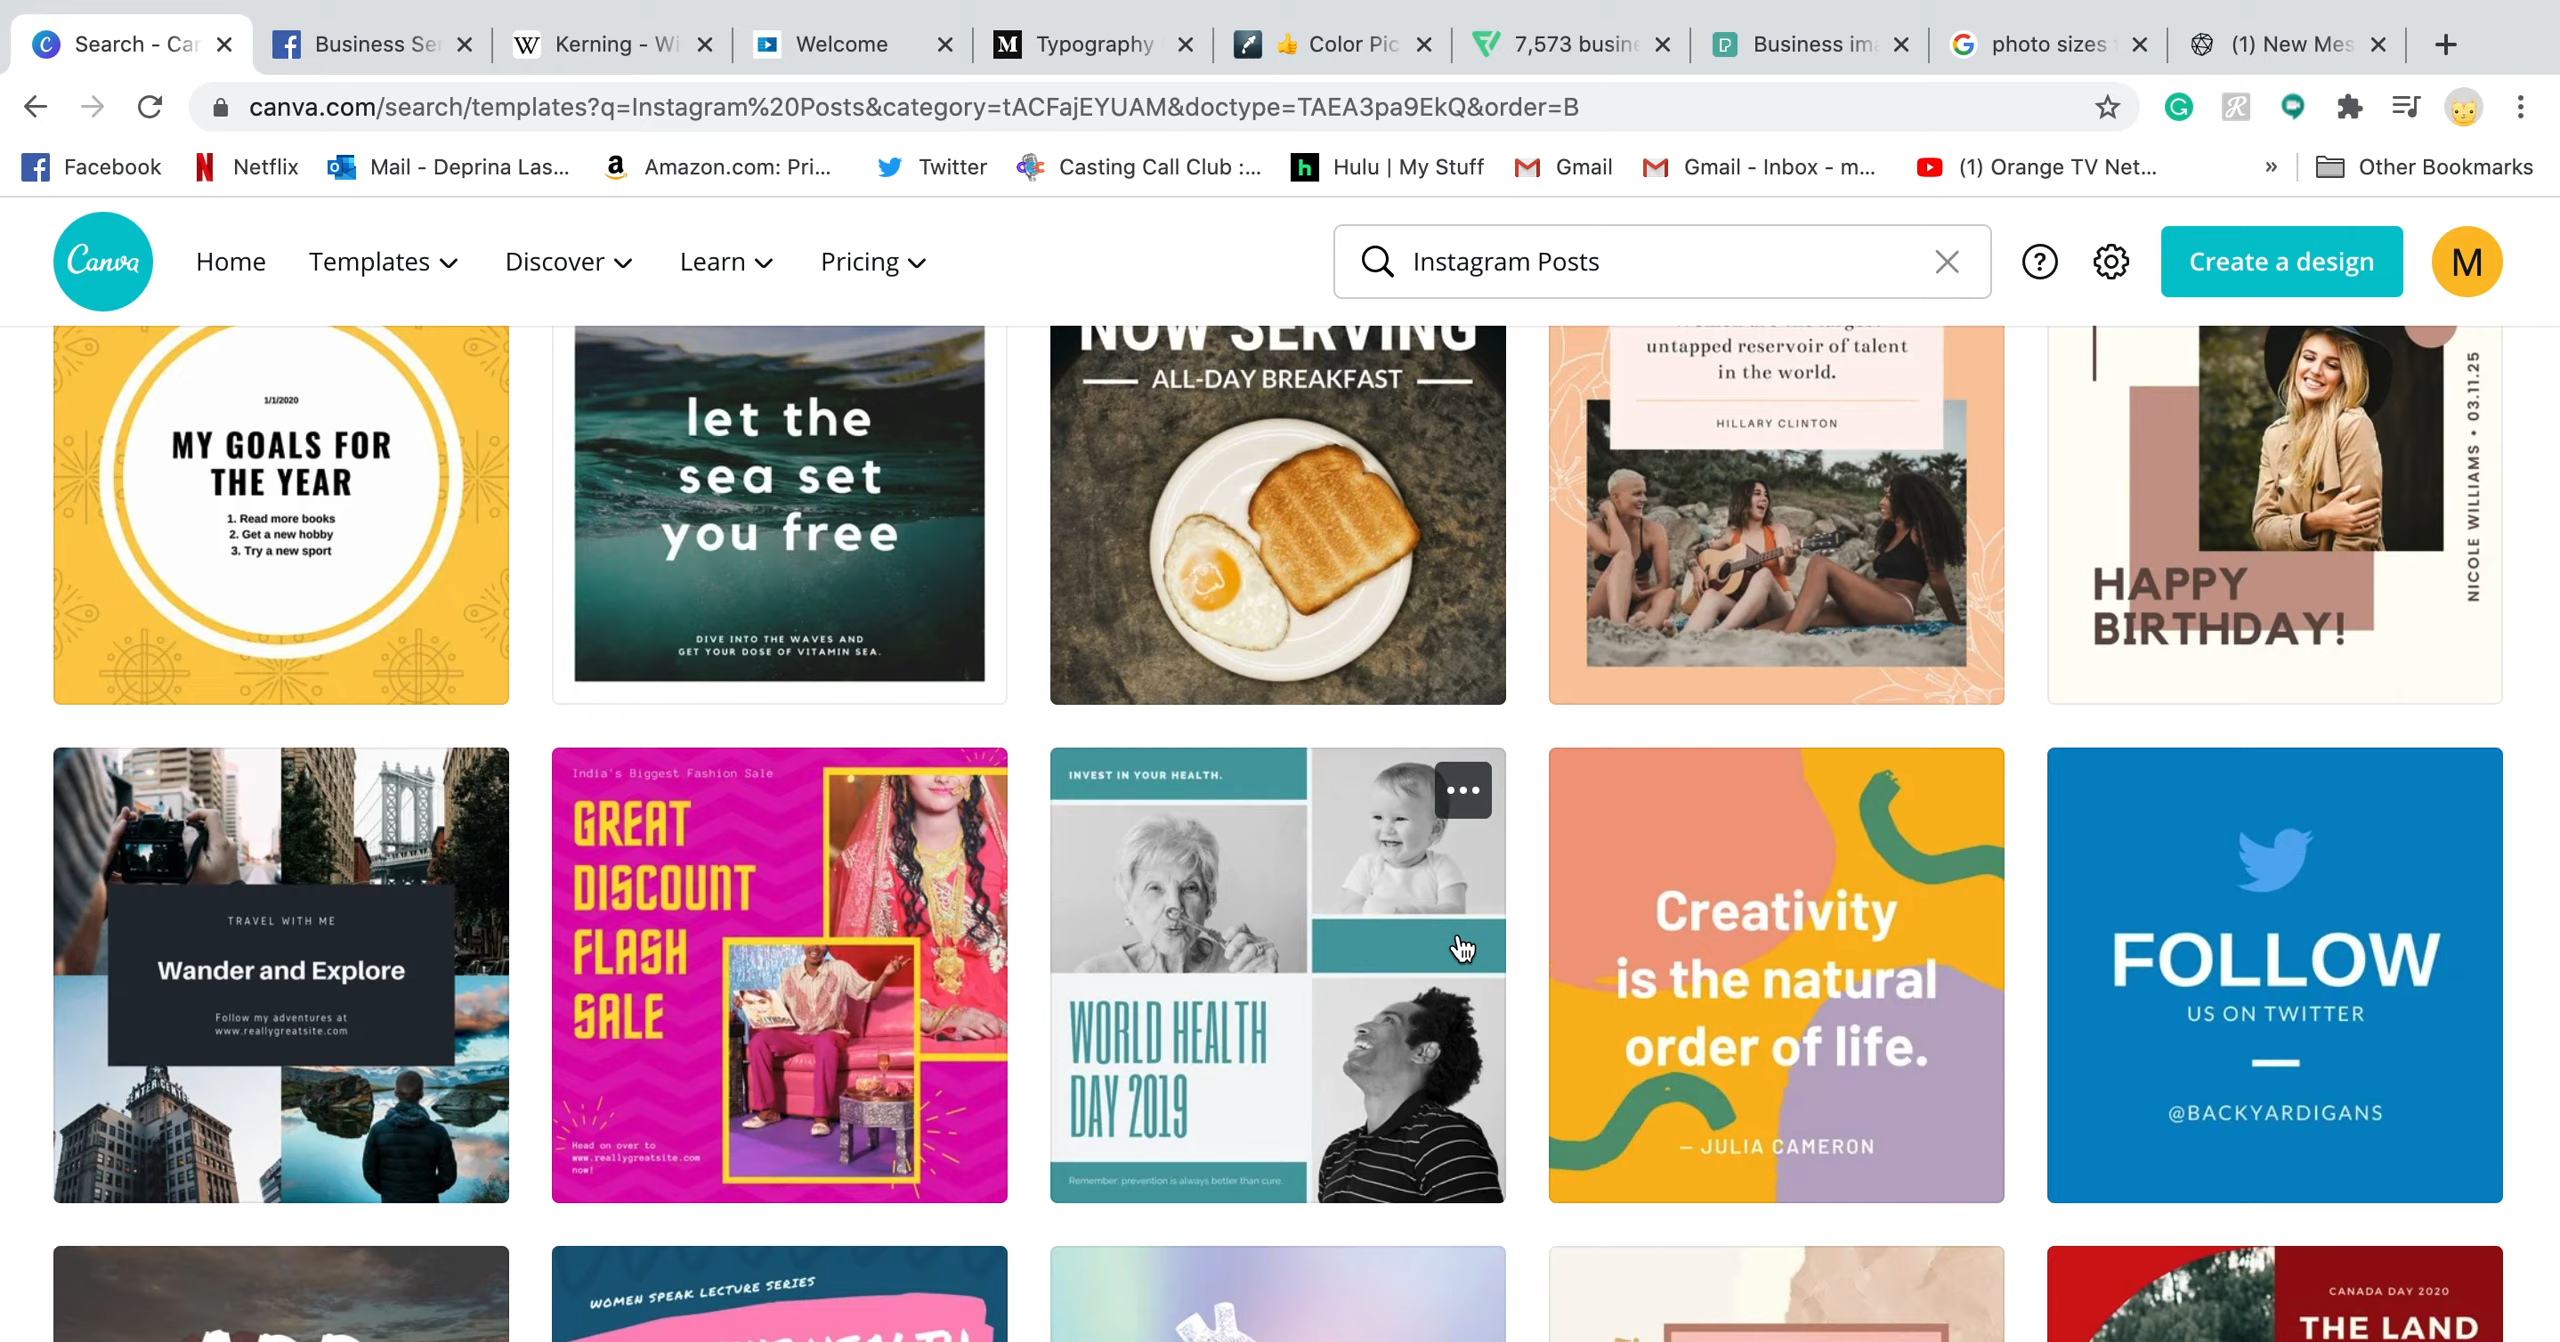 Search - Car
Business Se
Kerning - Wi
Welcome
Typography
👍 Color Pic
7,573 busine
Business im
photo sizes
(1) New Mes
canva.com/search/templates?q=Instagram%20Posts&category=tACFajEYUAM&doctype=TAEA3pa9EkQ&order=B
Facebook
Netflix
Mail - Deprina Las...
Amazon.com: Pri...
Twitter
Casting Call Club :...
Hulu | My Stuff
Gmail
Gmail - Inbox - m...
(1) Orange TV Net...
»
Other Bookmarks
Canva
Home
Templates
Discover
Learn
Pricing
Instagram Posts
Create a design
M
1/1/2020
MY GOALS FOR
THE YEAR
1. Read more books
2. Get a new hobby
3. Try a new sport
let the
sea set
you free
DIVE INTO THE WAVES AND
GET YOUR DOSE OF VITAMIN SEA.
NOW SERVING
ALL-DAY BREAKFAST
untapped reservoir of talent
in the world.
HILLARY CLINTON
NICOLE WILLIAMS • 03.11.25
HAPPY
BIRTHDAY!
TRAVEL WITH ME
Wander and Explore
Follow my adventures at
www.reallygreatsite.com
India's Biggest Fashion Sale
GREAT
DISCOUNT
FLASH
SALE
Head on over to
www.reallygreatsite.com
now!
INVEST IN YOUR HEALTH.
WORLD HEALTH
DAY 2019
Remember: prevention is always better than cure.
Creativity
is the natural
order of life.
– JULIA CAMERON
FOLLOW
US ON TWITTER
@BACKYARDIGANS
WOMEN SPEAK LECTURE SERIES
CANADA DAY 2020
THE LAND